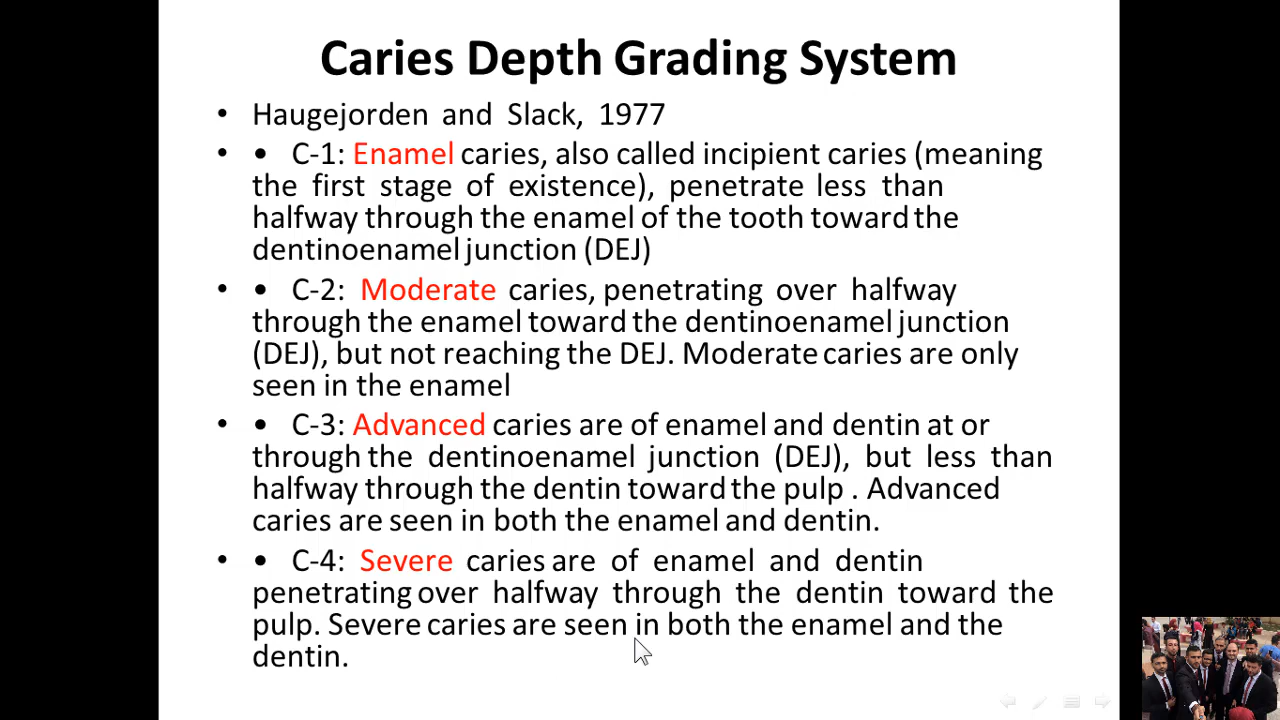 Caries Depth Grading System
• Haugejorden and Slack, 1977
• • C-1: Enamel caries, also called incipient caries (meaning
the first stage of existence), penetrate less than
halfway through the enamel of the tooth toward the
dentinoenamel junction (DEJ)
• • C-2: Moderate caries, penetrating over halfway
through the enamel toward the dentinoenamel junction
(DEJ), but not reaching the DEJ. Moderate caries are only
seen in the enamel
• • C-3: Advanced caries are of enamel and dentin at or
through the dentinoenamel junction (DEJ), but less than
halfway through the dentin toward the pulp . Advanced
caries are seen in both the enamel and dentin.
• • C-4: Severe caries are of enamel and dentin
penetrating over halfway through the dentin toward the
pulp. Severe caries are seen in both the enamel and the
dentin.